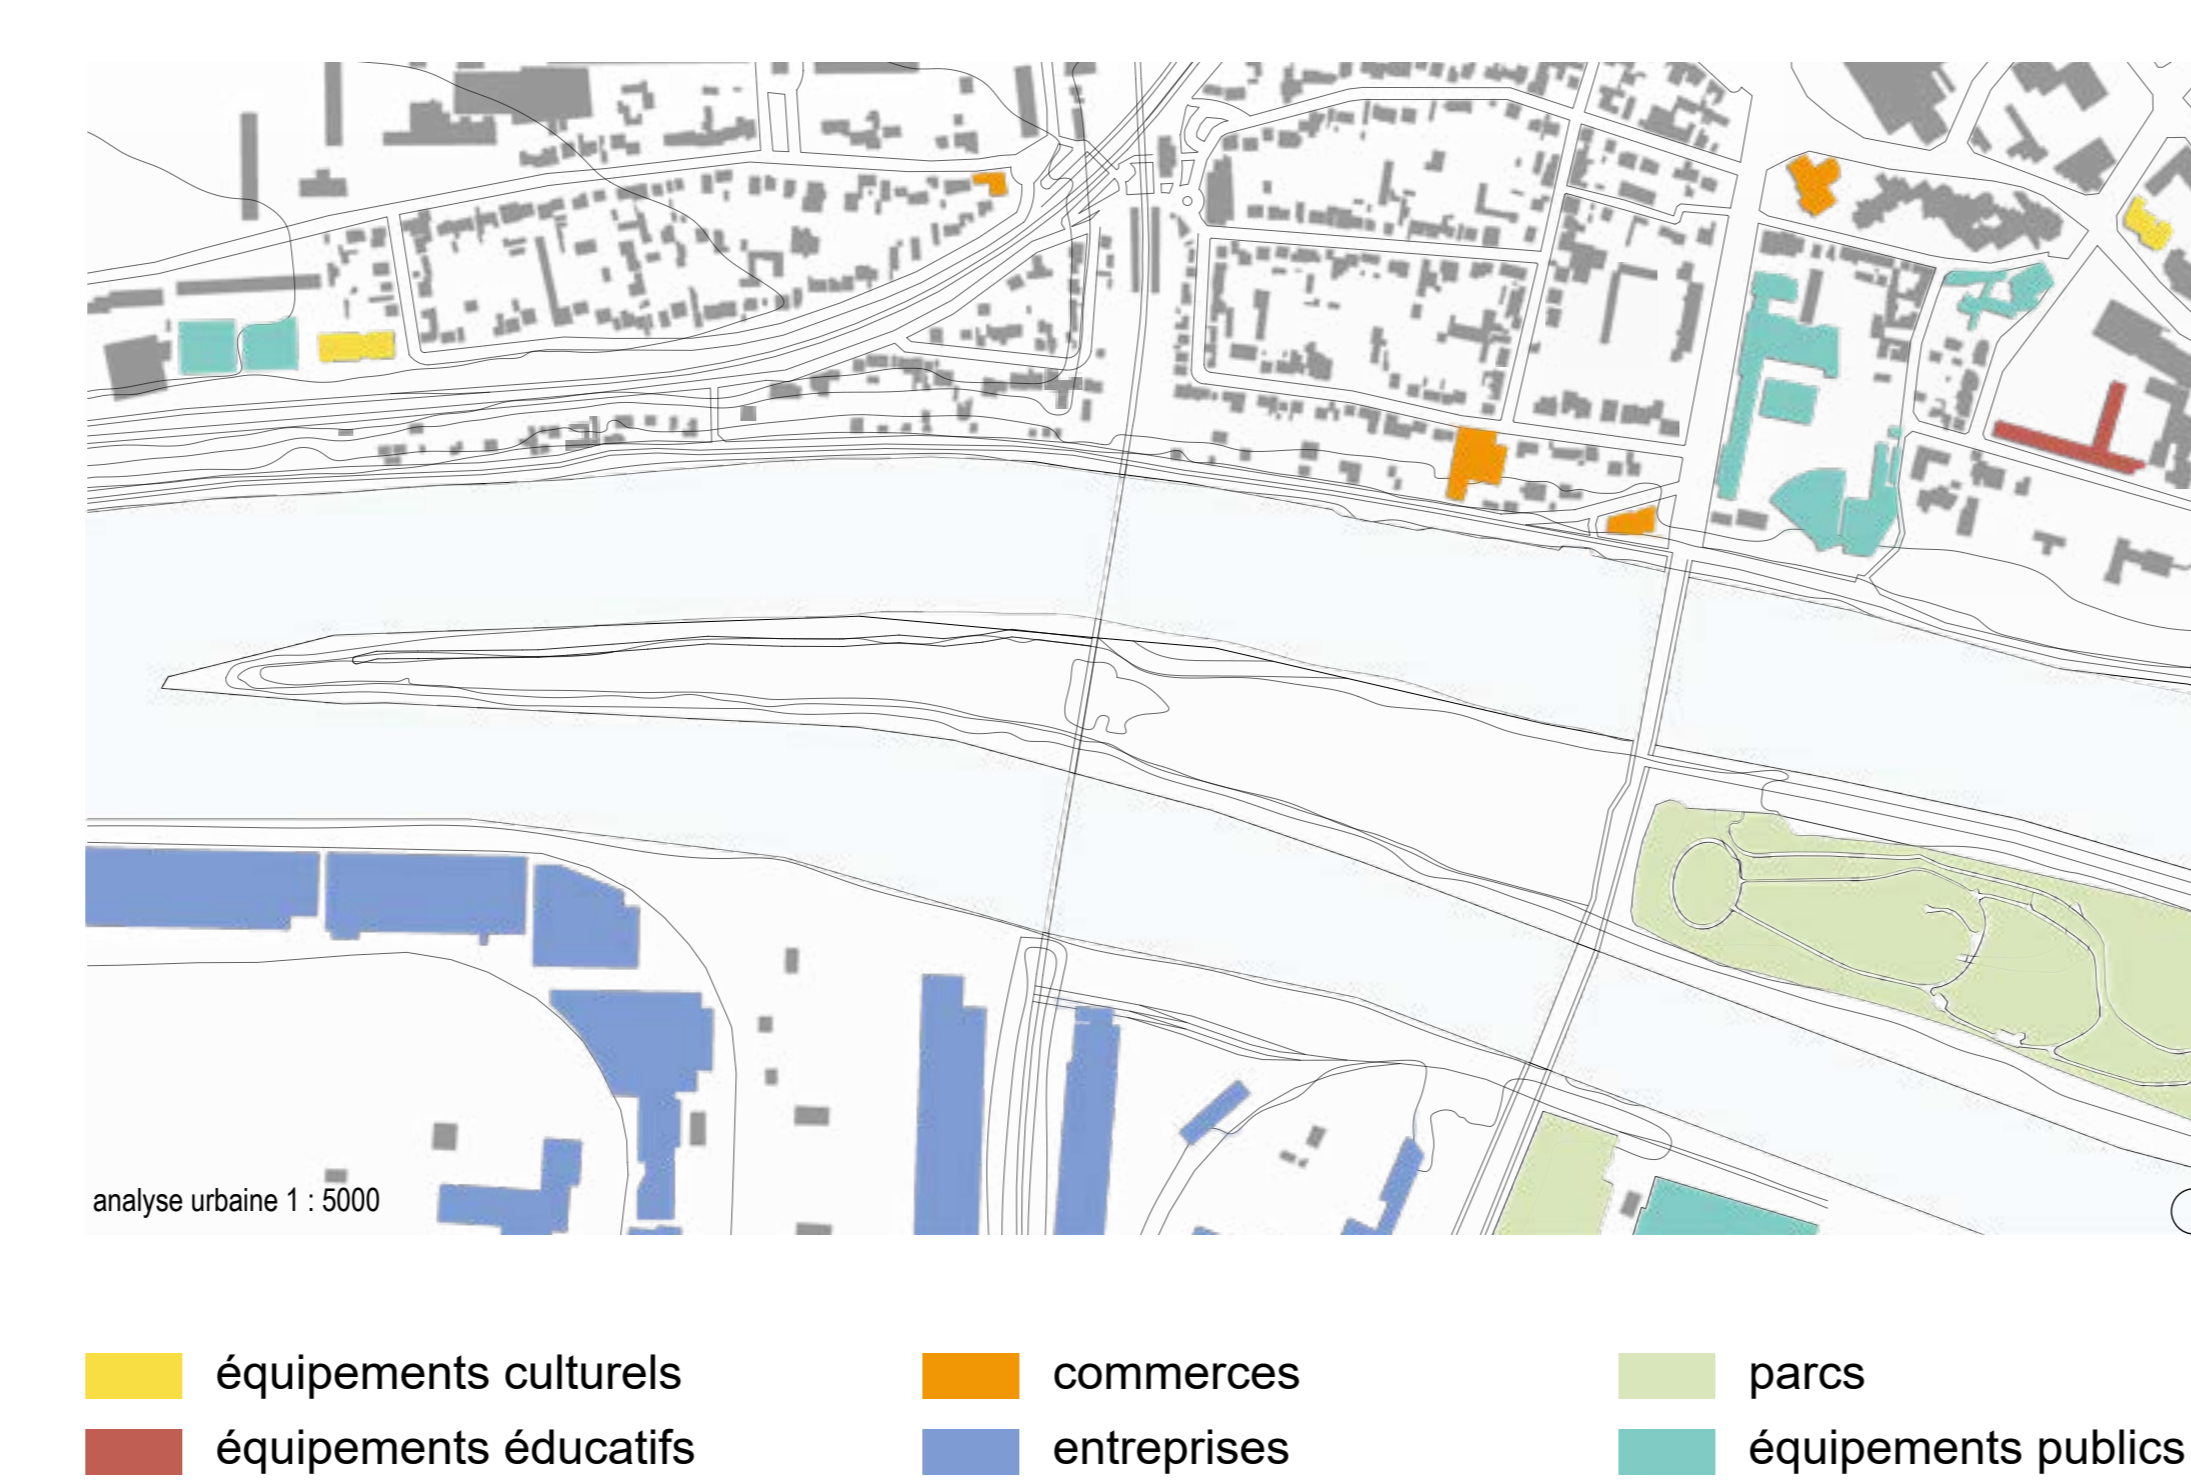 analyse urbaine 1 : 5000
équipements culturels
commerces
parcs
équipements éducatifs
entreprises
équipements publics